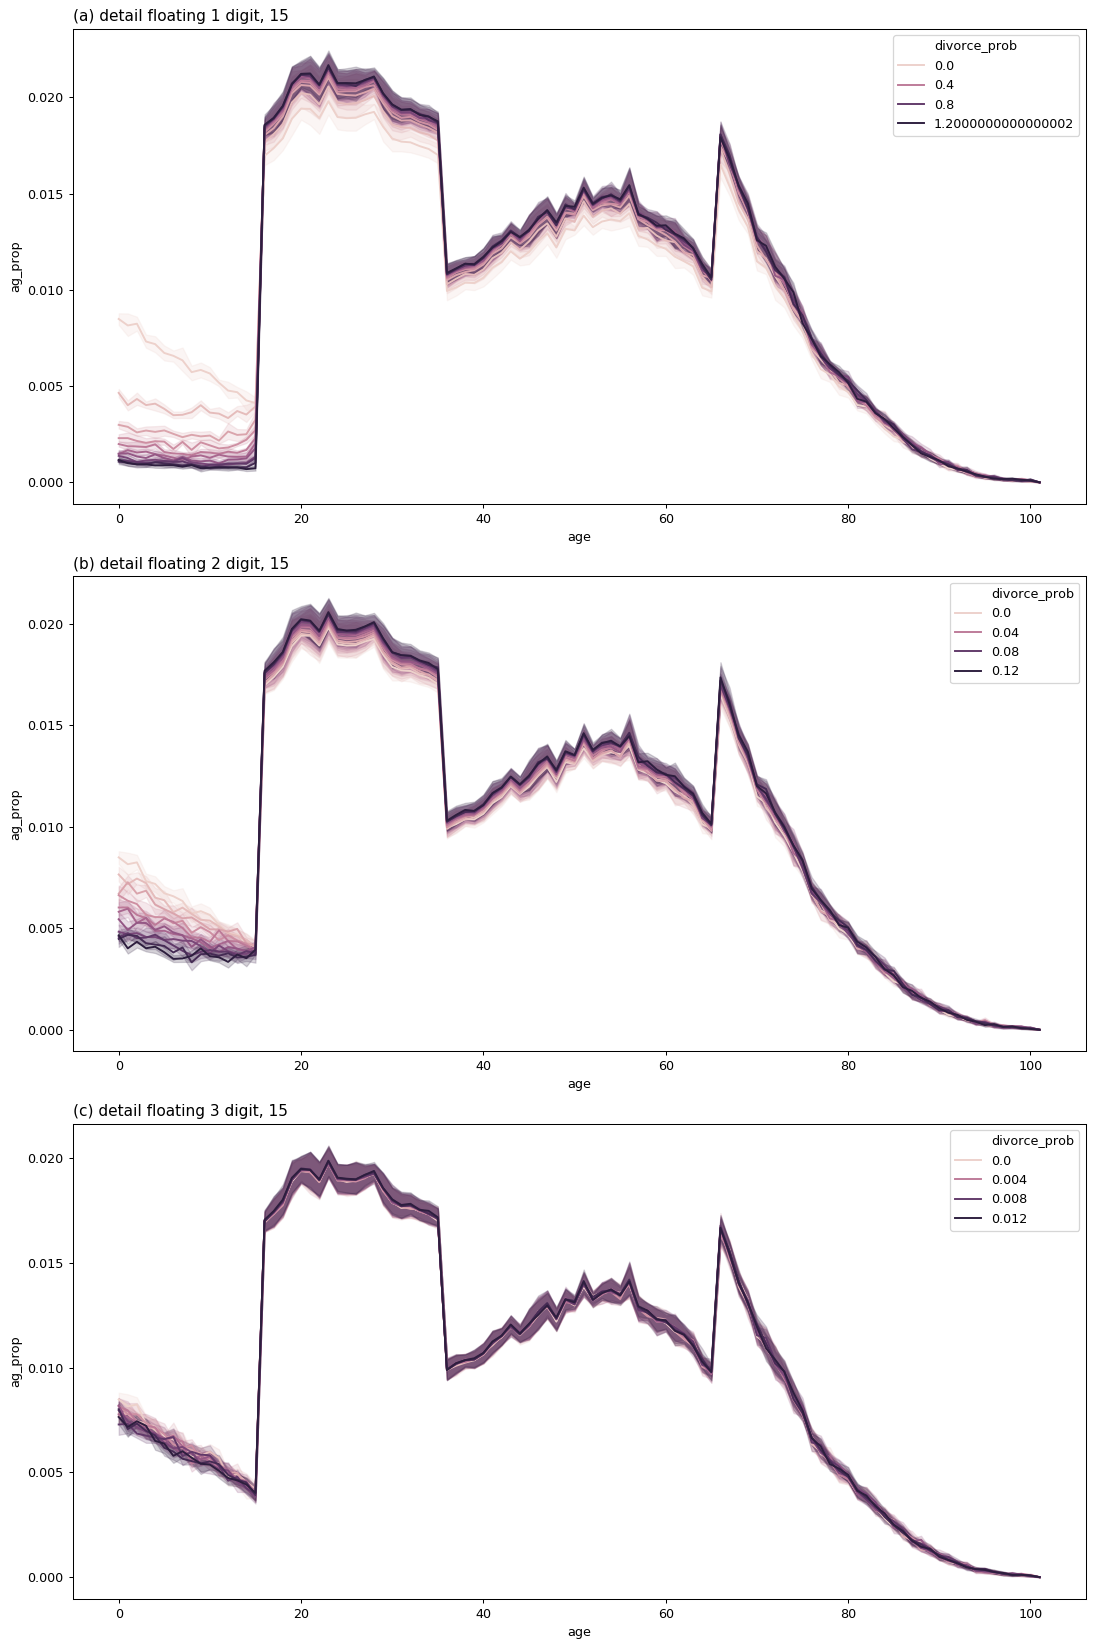 (a) detail floating 1 digit, 15
divorce_prob
0.0
0.4
0.8
1.2000000000000002
0.020
0.015
0.010
0.005
0.000
ag_prop
0 20 40 60 80 100
age
(b) detail floating 2 digit, 15
divorce_prob
0.0
0.04
0.08
0.12
0.020
0.015
0.010
0.005
0.000
ag_prop
0 20 40 60 80 100
age
(c) detail floating 3 digit, 15
divorce_prob
0.0
0.004
0.008
0.012
0.020
0.015
0.010
0.005
0.000
ag_prop
0 20 40 60 80 100
age